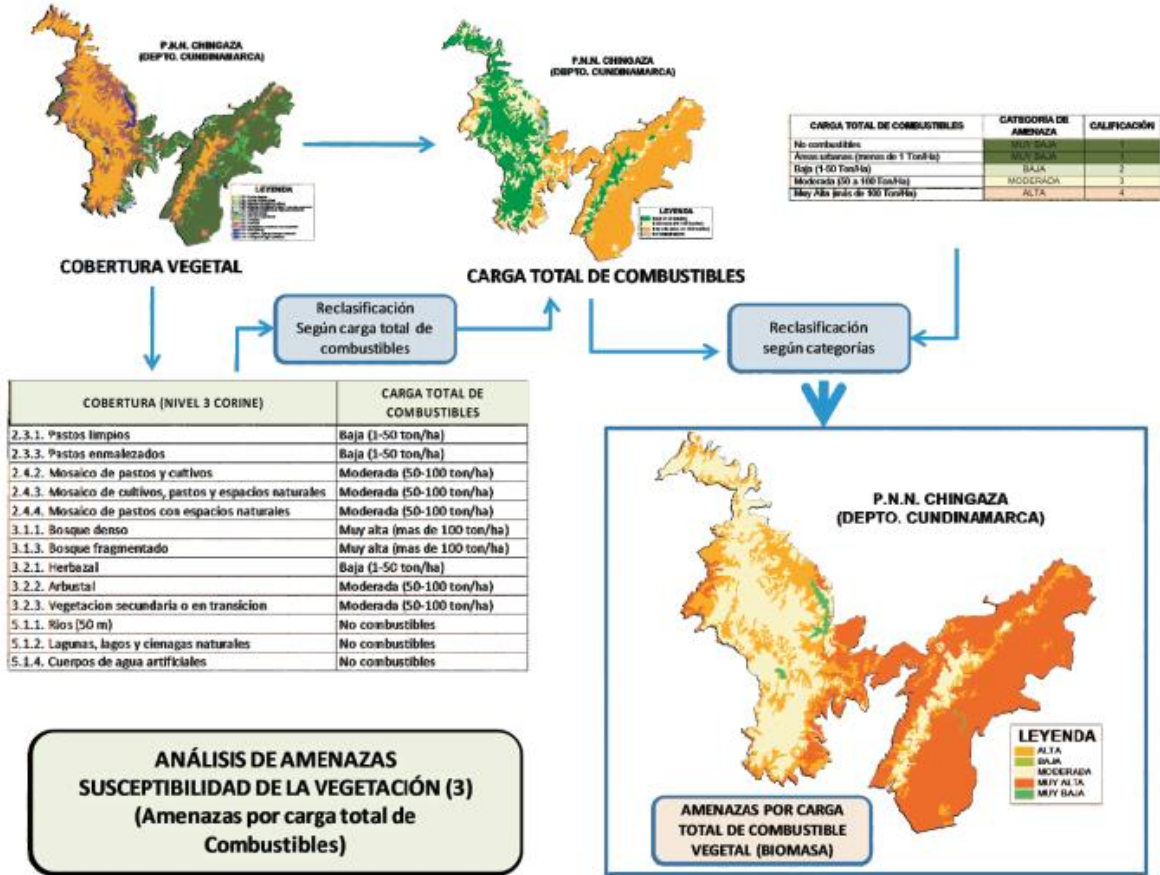 P.N.N. CHINGAZA
(DEPTO. CUNDINAMARCA)
LEYENDA
COBERTURA VEGETAL
P.N.N. CHINGAZA
(DEPTO. CUNDINAMARCA)
LEYENDA
CARGA TOTAL DE COMBUSTIBLES
CARGA TOTAL DE COMBUSTIBLES CATEGORÍA DE AMENAZA CALIFICACIÓN
No combustibles MUY BAJA 1
Áreas urbanas (menos de 1 Ton/Ha) MUY BAJA 1
Baja (1-50 Ton/Ha) BAJA 2
Moderada (50 a 100 Ton/Ha) MODERADA 3
Muy Alta (más de 100 Ton/Ha) ALTA 4
Reclasificación
Según carga total de
combustibles
Reclasificación
según categorías
COBERTURA (NIVEL 3 CORINE) CARGA TOTAL DE COMBUSTIBLES
2.3.1. Pastos limpios Baja (1-50 ton/ha)
2.3.3. Pastos enmalezados Baja (1-50 ton/ha)
2.4.2. Mosaico de pastos y cultivos Moderada (50-100 ton/ha)
2.4.3. Mosaico de cultivos, pastos y espacios naturales Moderada (50-100 ton/ha)
2.4.4. Mosaico de pastos con espacios naturales Moderada (50-100 ton/ha)
3.1.1. Bosque denso Muy alta (mas de 100 ton/ha)
3.1.3. Bosque fragmentado Muy alta (mas de 100 ton/ha)
3.2.1. Herbazal Baja (1-50 ton/ha)
3.2.2. Arbustal Moderada (50-100 ton/ha)
3.2.3. Vegetacion secundaria o en transicion Moderada (50-100 ton/ha)
5.1.1. Rios (50 m) No combustibles
5.1.2. Lagunas, lagos y cienagas naturales No combustibles
5.1.4. Cuerpos de agua artificiales No combustibles
P.N.N. CHINGAZA
(DEPTO. CUNDINAMARCA)
LEYENDA
ALTA
BAJA
MODERADA
MUY ALTA
MUY BAJA
AMENAZAS POR CARGA
TOTAL DE COMBUSTIBLE
VEGETAL (BIOMASA)
ANÁLISIS DE AMENAZAS
SUSCEPTIBILIDAD DE LA VEGETACIÓN (3)
(Amenazas por carga total de
Combustibles)